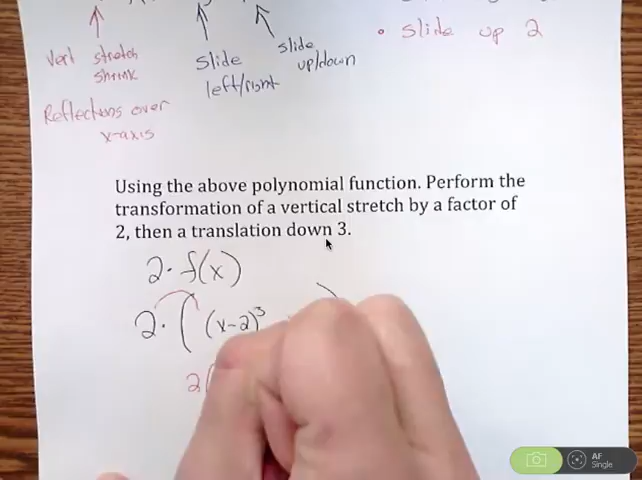 Vert stretch
shrink
Reflections over
x-axis
slide
left/right
slide
up/down
• slide up 2
Using the above polynomial function. Perform the
transformation of a vertical stretch by a factor of
2, then a translation down 3.
2·f(x)
2·( (x-2)³ )
2(
AF
Single